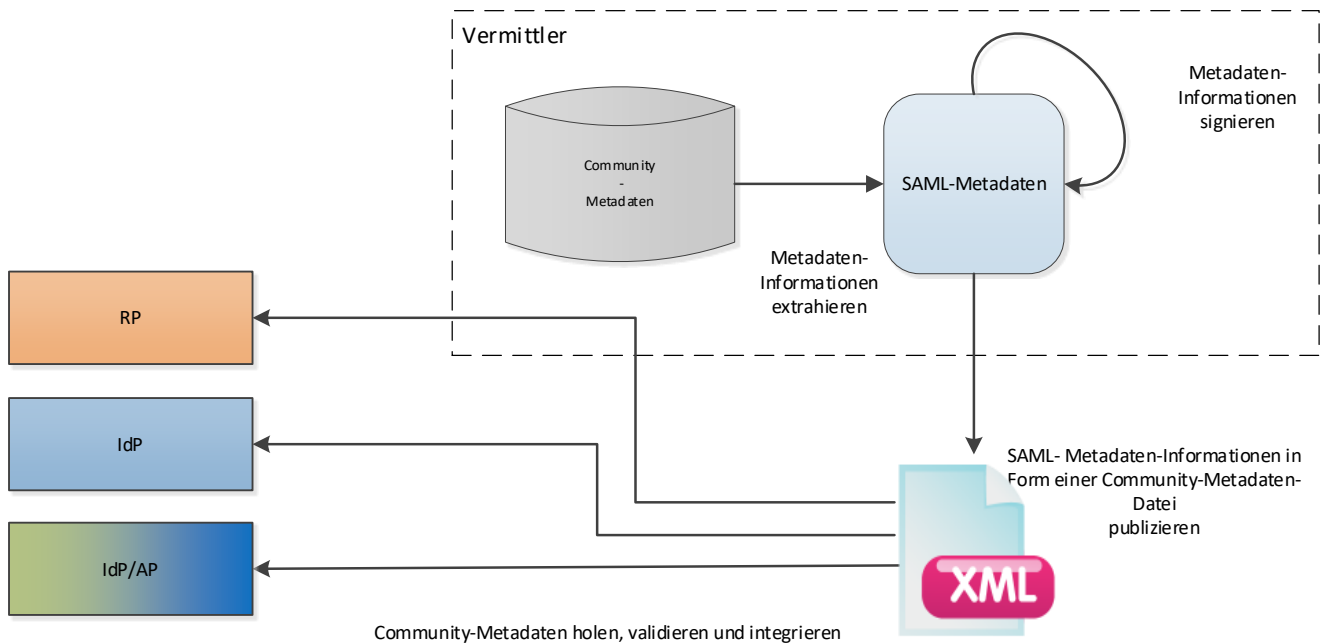 Vermittler
Metadaten-
Informationen
signieren
Community
-
Metadaten
SAML-Metadaten
Metadaten-
Informationen
extrahieren
RP
IdP
IdP/AP
SAML- Metadaten-Informationen in
Form einer Community-Metadaten-
Datei
publizieren
XML
Community-Metadaten holen, validieren und integrieren